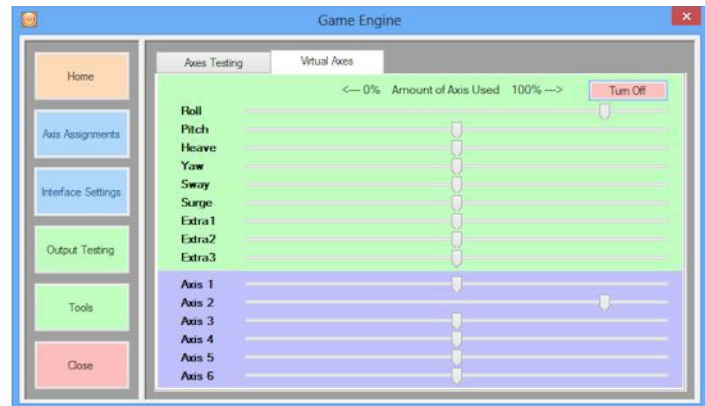 Game Engine
Home
Axis Assignments
Interface Settings
Output Testing
Tools
Close
Axes Testing
Virtual Axes
<--- 0% Amount of Axis Used 100% --->
Turn Off
Roll
Pitch
Heave
Yaw
Sway
Surge
Extra1
Extra2
Extra3
Axis 1
Axis 2
Axis 3
Axis 4
Axis 5
Axis 6